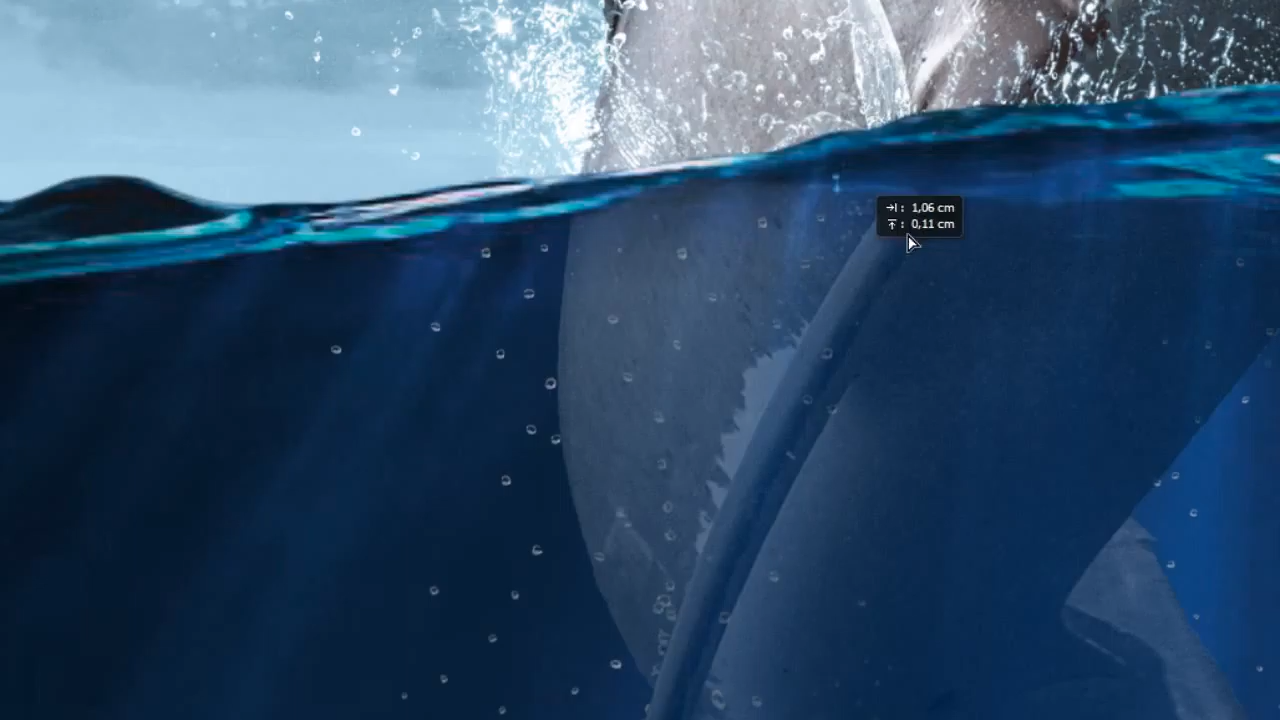 →I : 1,06 cm
⊼ : 0,11 cm